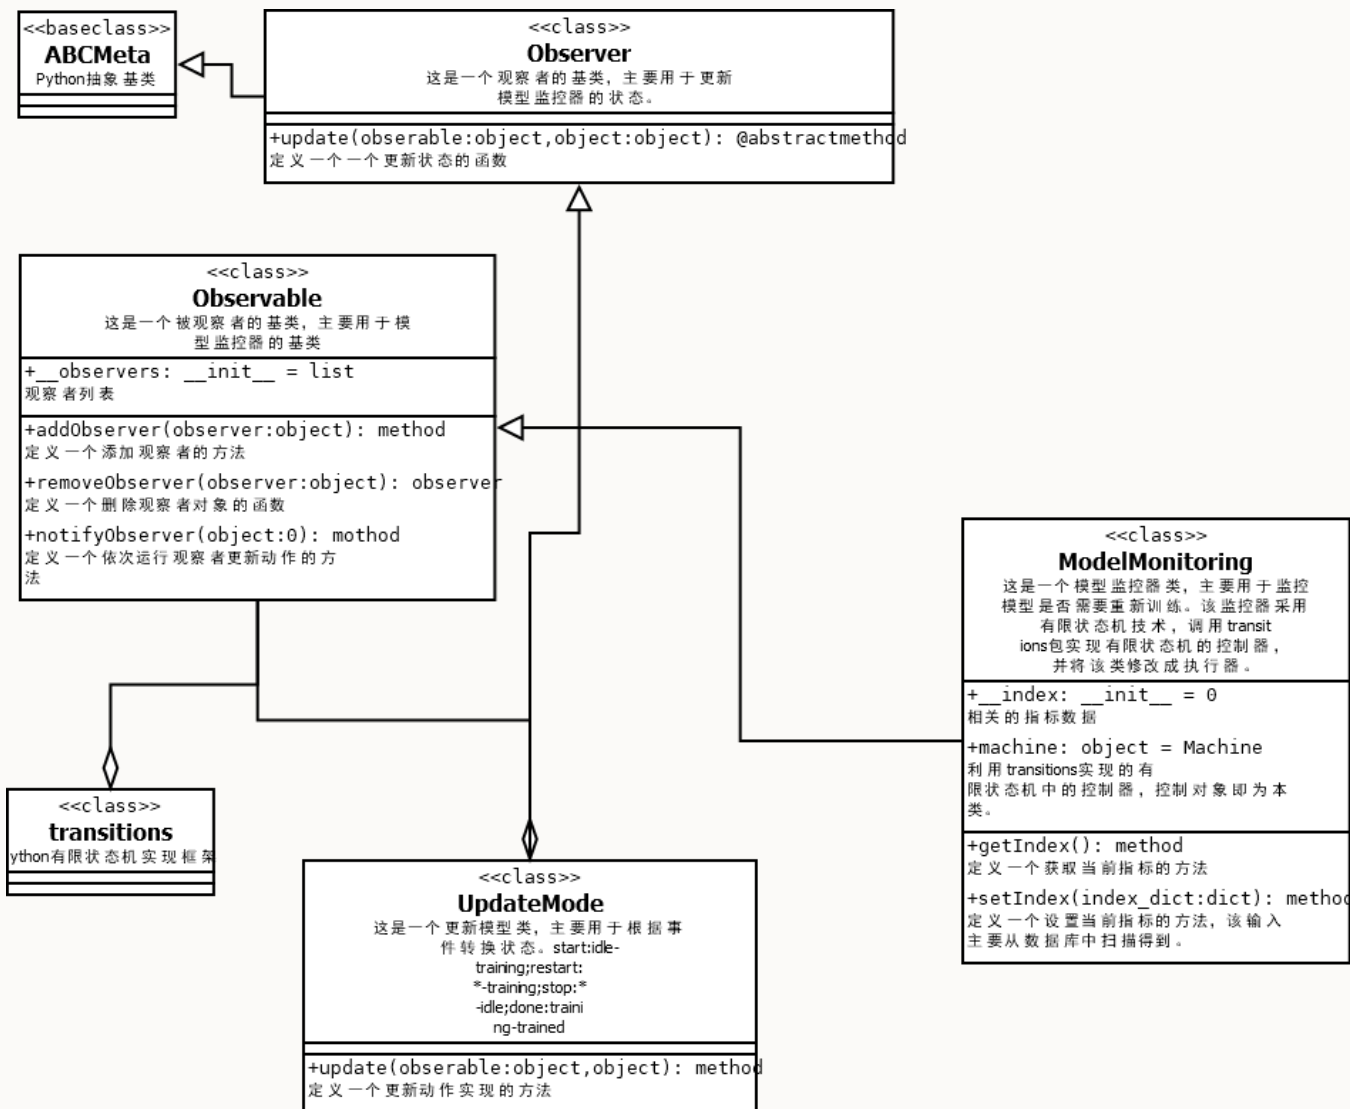 <<baseclass>>
ABCMeta
Python抽象基类
<<class>>
Observer
这是一个观察者的基类，主要用于更新
模型监控器的状态。
+update(obserable:object,object:object): @abstractmethod
定义一个一个更新状态的函数
<<class>>
Observable
这是一个被观察者的基类，主要用于模
型监控器的基类
+__observers: __init__ = list
观察者列表
+addObserver(observer:object): method
定义一个添加观察者的方法
+removeObserver(observer:object): observer
定义一个删除观察者对象的函数
+notifyObserver(object:0): mothod
定义一个依次运行观察者更新动作的方
法
<<class>>
ModelMonitoring
这是一个模型监控器类，主要用于监控
模型是否需要重新训练。该监控器采用
有限状态机技术，调用transit
ions包实现有限状态机的控制器，
并将该类修改成执行器。
+__index: __init__ = 0
相关的指标数据
+machine: object = Machine
利用transitions实现的有
限状态机中的控制器，控制对象即为本
类。
+getIndex(): method
定义一个获取当前指标的方法
+setIndex(index_dict:dict): method
定义一个设置当前指标的方法，该输入
主要从数据库中扫描得到。
<<class>>
transitions
ython有限状态机实现框架
<<class>>
UpdateMode
这是一个更新模型类，主要用于根据事
件转换状态。start:idle-
training;restart:
*-training;stop:*
-idle;done:traini
ng-trained
+update(obserable:object,object): method
定义一个更新动作实现的方法